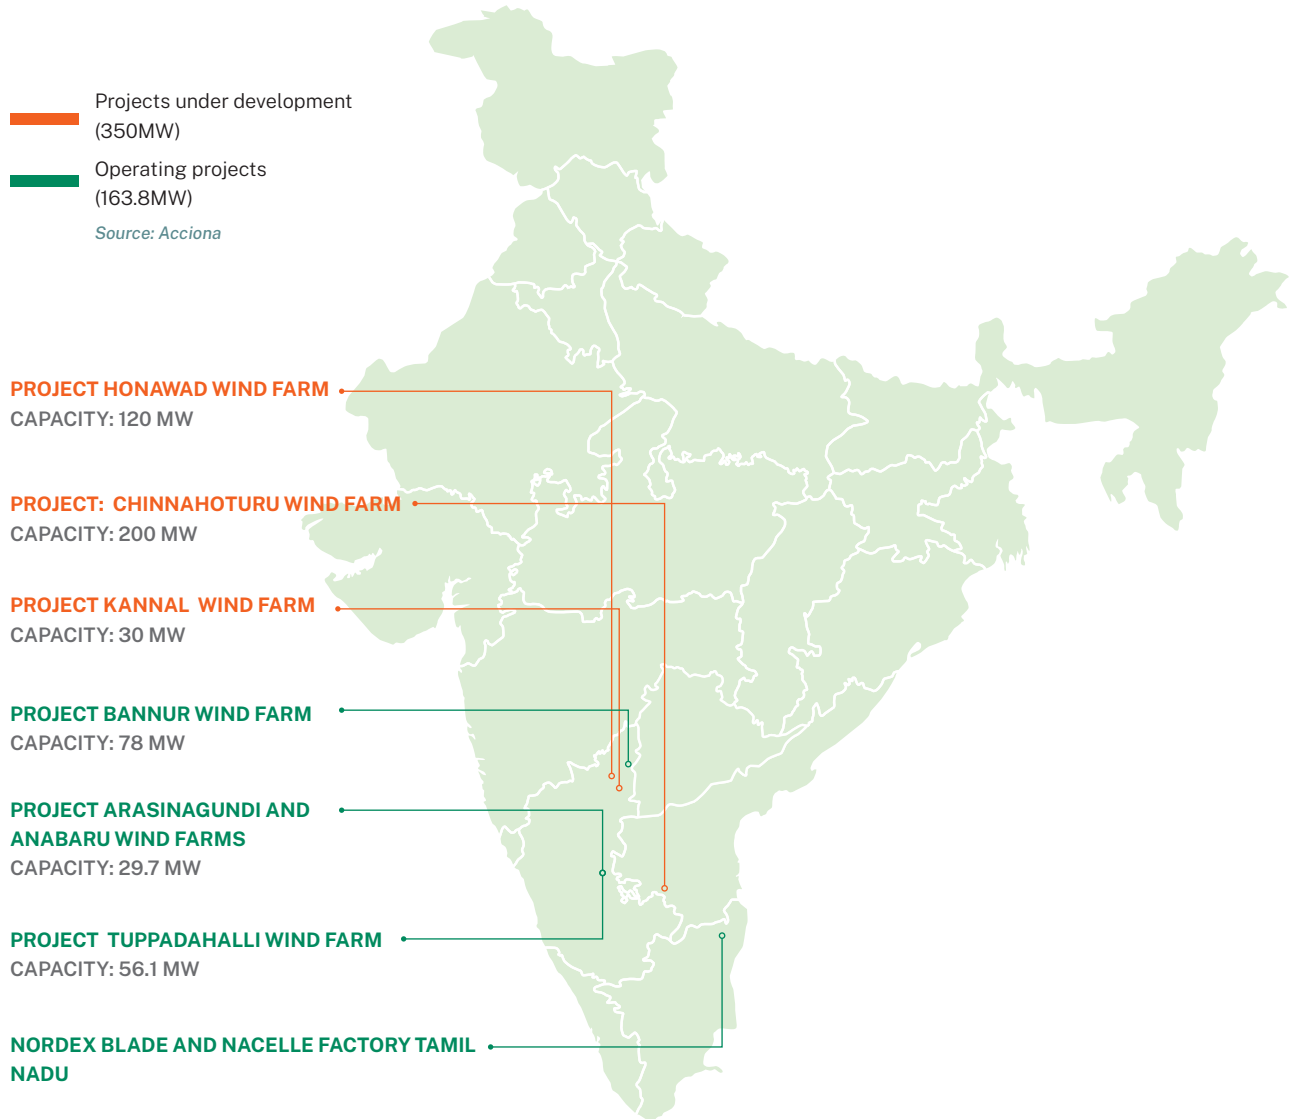 Projects under development
(350MW)
Operating projects
(163.8MW)
Source: Acciona
PROJECT HONAWAD WIND FARM
CAPACITY: 120 MW
PROJECT: CHINNAHOTURU WIND FARM
CAPACITY: 200 MW
PROJECT KANNAL WIND FARM
CAPACITY: 30 MW
PROJECT BANNUR WIND FARM
CAPACITY: 78 MW
PROJECT ARASINAGUNDI AND
ANABARU WIND FARMS
CAPACITY: 29.7 MW
PROJECT TUPPADAHALLI WIND FARM
CAPACITY: 56.1 MW
NORDEX BLADE AND NACELLE FACTORY TAMIL
NADU